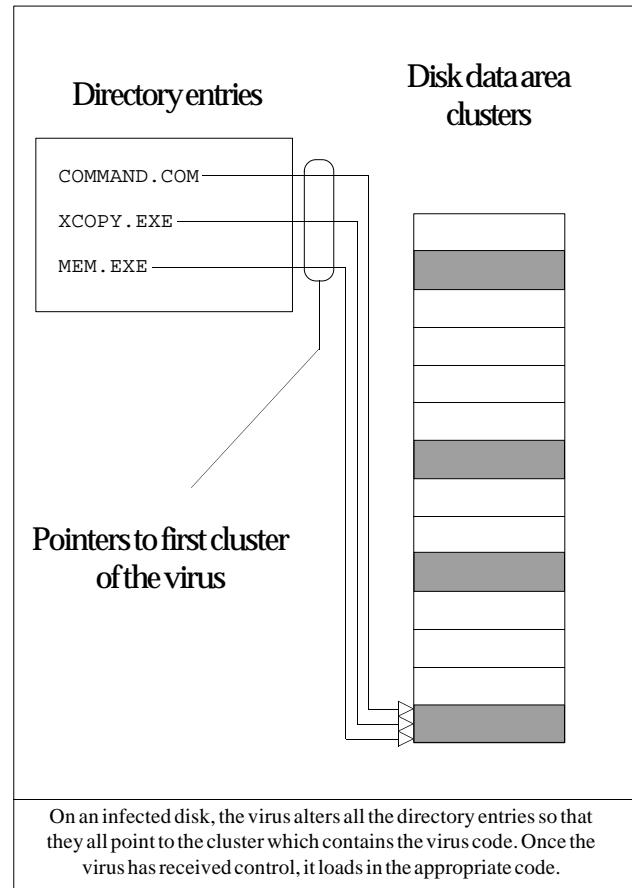 Directory entries
Disk data area
clusters
COMMAND.COM
XCOPY.EXE
MEM.EXE
Pointers to first cluster
of the virus
On an infected disk, the virus alters all the directory entries so that
they all point to the cluster which contains the virus code. Once the
virus has received control, it loads in the appropriate code.